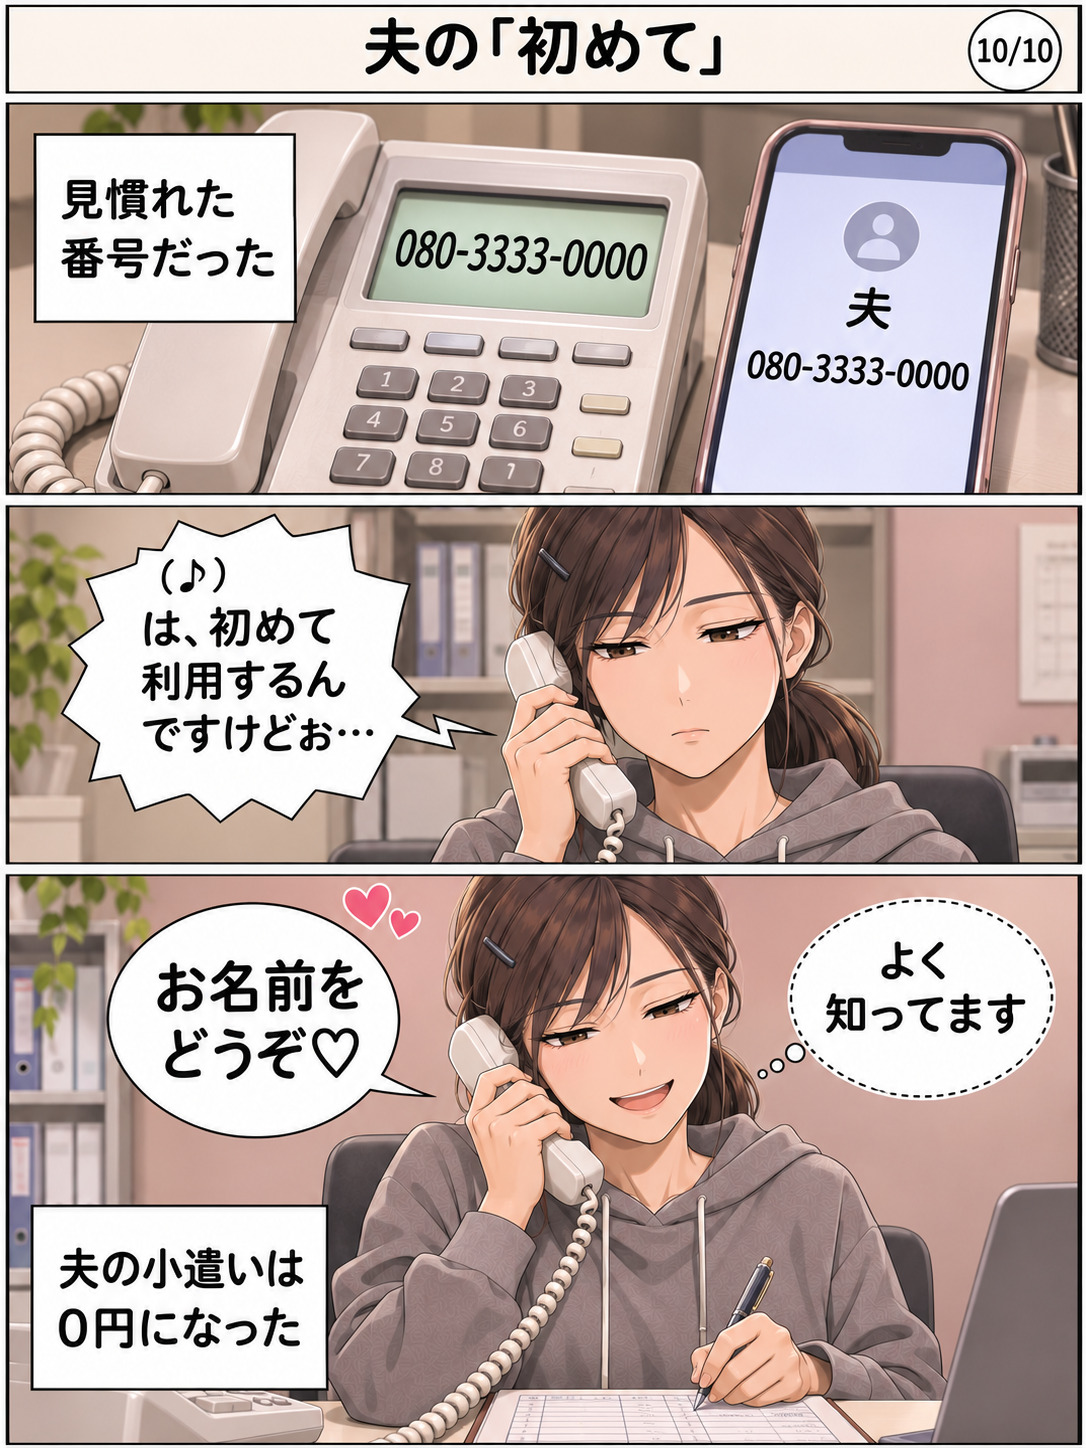 夫の「初めて」
10/10
見慣れた
番号だった
080-3333-0000
夫
080-3333-0000
1 2 3
4 5 6
7 8 1
(♪)
は、初めて
利用するん
ですけどぉ…
お名前を
どうぞ♡
よく
知ってます
夫の小遣いは
0円になった